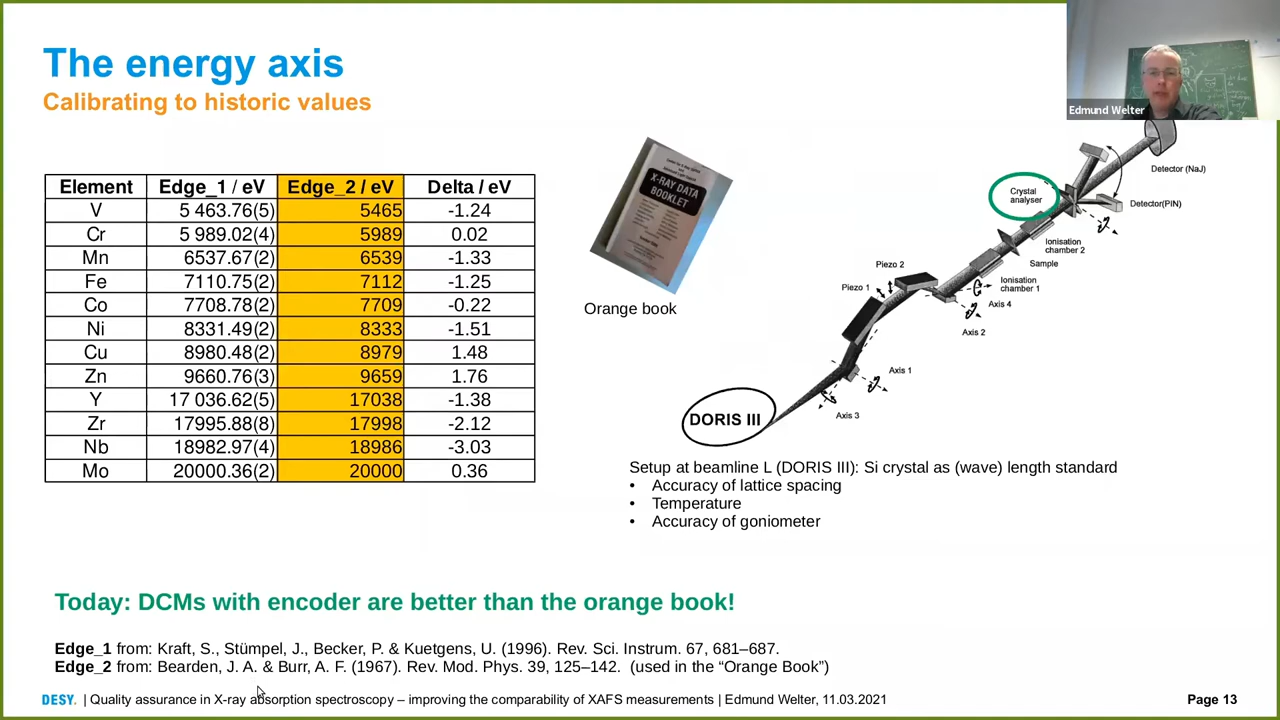 The energy axis
Calibrating to historic values
Edmund Welter
Element Edge_1 / eV Edge_2 / eV Delta / eV
V 5 463.76(5) 5465 -1.24
Cr 5 989.02(4) 5989 0.02
Mn 6537.67(2) 6539 -1.33
Fe 7110.75(2) 7112 -1.25
Co 7708.78(2) 7709 -0.22
Ni 8331.49(2) 8333 -1.51
Cu 8980.48(2) 8979 1.48
Zn 9660.76(3) 9659 1.76
Y 17 036.62(5) 17038 -1.38
Zr 17995.88(8) 17998 -2.12
Nb 18982.97(4) 18986 -3.03
Mo 20000.36(2) 20000 0.36
X-RAY DATA
BOOKLET
Orange book
Detector (NaJ)
Crystal
analyser
Detector(PIN)
Ionisation
chamber 2
Sample
Piezo 2
Ionisation
chamber 1
Piezo 1
Axis 4
Axis 2
Axis 1
Axis 3
DORIS III
Setup at beamline L (DORIS III): Si crystal as (wave) length standard
• Accuracy of lattice spacing
• Temperature
• Accuracy of goniometer
Today: DCMs with encoder are better than the orange book!
Edge_1 from: Kraft, S., Stümpel, J., Becker, P. & Kuetgens, U. (1996). Rev. Sci. Instrum. 67, 681–687.
Edge_2 from: Bearden, J. A. & Burr, A. F. (1967). Rev. Mod. Phys. 39, 125–142. (used in the “Orange Book”)
DESY. | Quality assurance in X-ray absorption spectroscopy – improving the comparability of XAFS measurements | Edmund Welter, 11.03.2021
Page 13